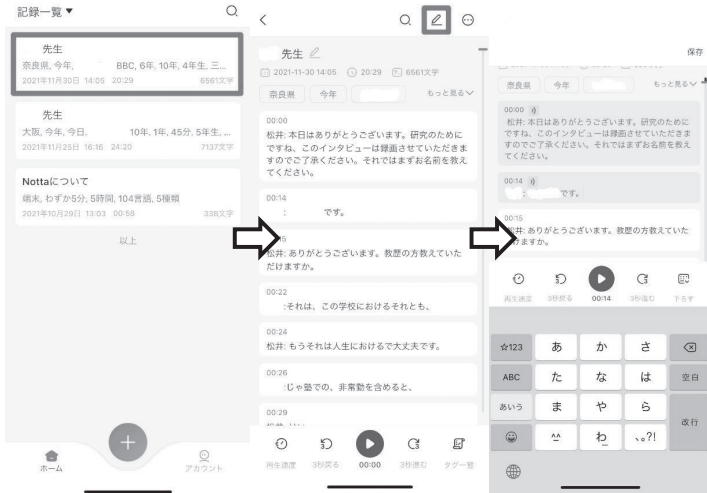 記録一覧▼
先生
奈良県, 今年, BBC, 6年, 10年, 4年生, 三...
2021年11月30日 14:05 20:29 6561文字
先生
大阪, 今年, 今日, 10年, 1年, 45分, 5年生, ...
2021年11月25日 16:16 24:20 7137文字
Nottaについて
端末, わずか5分, 5時間, 104言語, 5種類
2021年10月29日 13:03 00:58 338文字
以上
ホーム
アカウント
先生
2021-11-30 14:05 20:29 6561文字
奈良県 今年 もっと見る
00:00
松井: 本日はありがとうございます。研究のために
ですね、このインタビューは録画させていただきま
すのでご了承ください。それではまずお名前を教え
てください。
00:14
: です。
松井: ありがとうございます。教歴の方教えていた
だけますか。
00:22
:それは、この学校におけるそれとも、
00:24
松井: もうそれは人生におけるで大丈夫です。
00:26
:じゃ塾での、非常勤を含めると、
00:29
再生速度 3秒戻る 00:00 3秒進む タグ一覧
保存
奈良県 今年 もっと見る
00:00
松井: 本日はありがとうございます。研究のために
ですね、このインタビューは録画させていただきま
すのでご了承ください。それではまずお名前を教え
てください。
00:14
: です。
00:15
松井: ありがとうございます。教歴の方教えていた
だけますか。
再生速度 3秒戻る 00:14 3秒進む 下ろす
☆123 あ か さ
ABC た な は 空白
あいう ま や ら 改行
^^ わ 、。?!